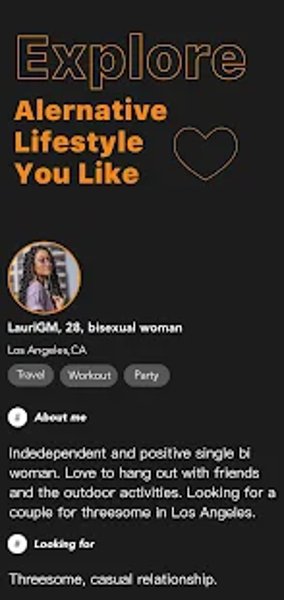 Explore
Alernative
Lifestyle
You Like
LauriGM, 28, bisexual woman
Los Angeles,CA
Travel Workout Party
# About me
Indedependent and positive single bi
woman. Love to hang out with friends
and the outdoor activities. Looking for a
couple for threesome in Los Angeles.
# Looking for
Threesome, casual relationship.